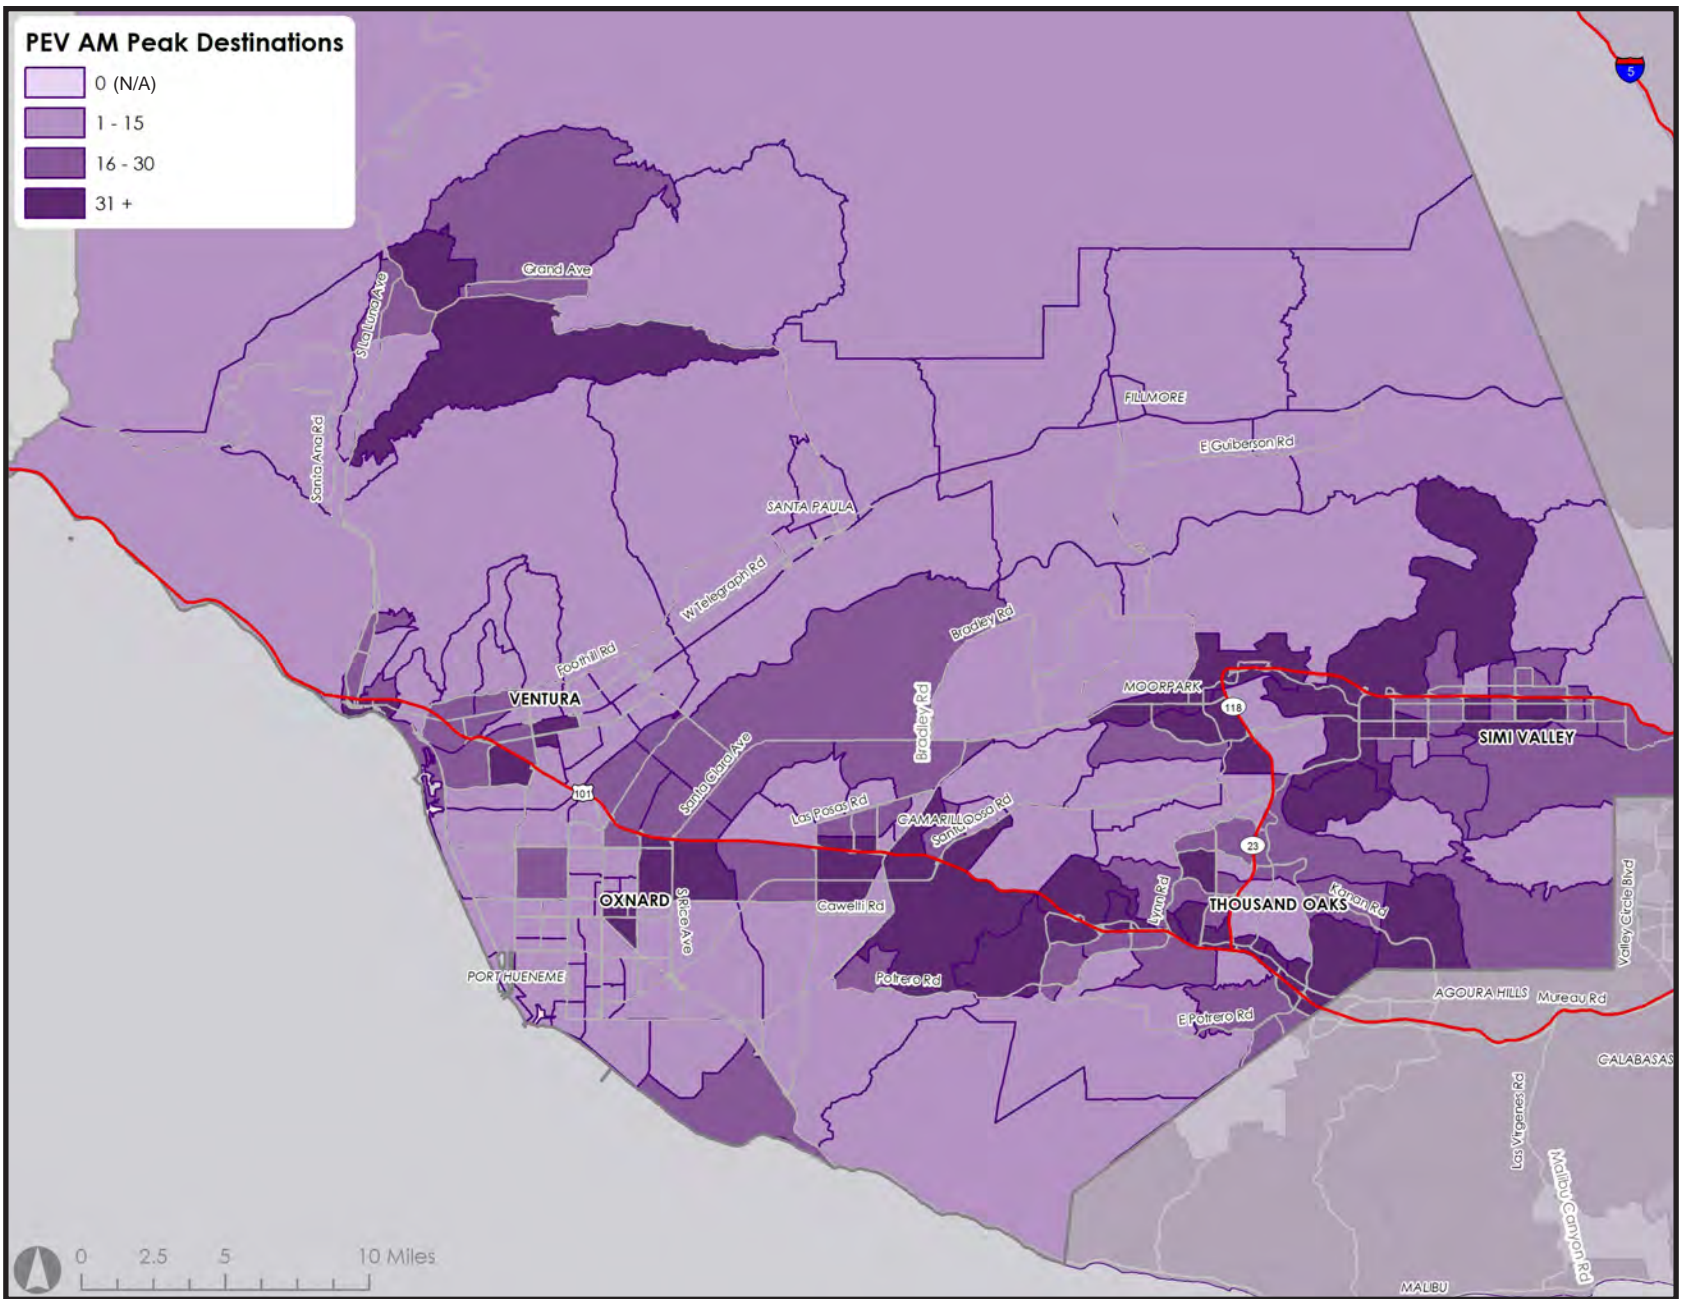 PEV AM Peak Destinations
0 (N/A)
1 - 15
16 - 30
31 +
5
Grand Ave
S La Luna Ave
Santa Ana Rd
FILLMORE
E Guiberson Rd
SANTA PAULA
W Telegraph Rd
Bradley Rd
Foothill Rd
VENTURA
MOORPARK
Bradley Rd
118
SIMI VALLEY
Santa Clara Ave
101
Las Posas Rd
CAMARILLO
23
OXNARD
S Rice Ave
Cawelti Rd
Lynn Rd
THOUSAND OAKS
Kanan Rd
Valley Circle Blvd
PORT HUENEME
Potrero Rd
AGOURA HILLS
Mureau Rd
E Potrero Rd
CALABASAS
Las Virgenes Rd
Malibu Canyon Rd
0 2.5 5 10 Miles
MALIBU